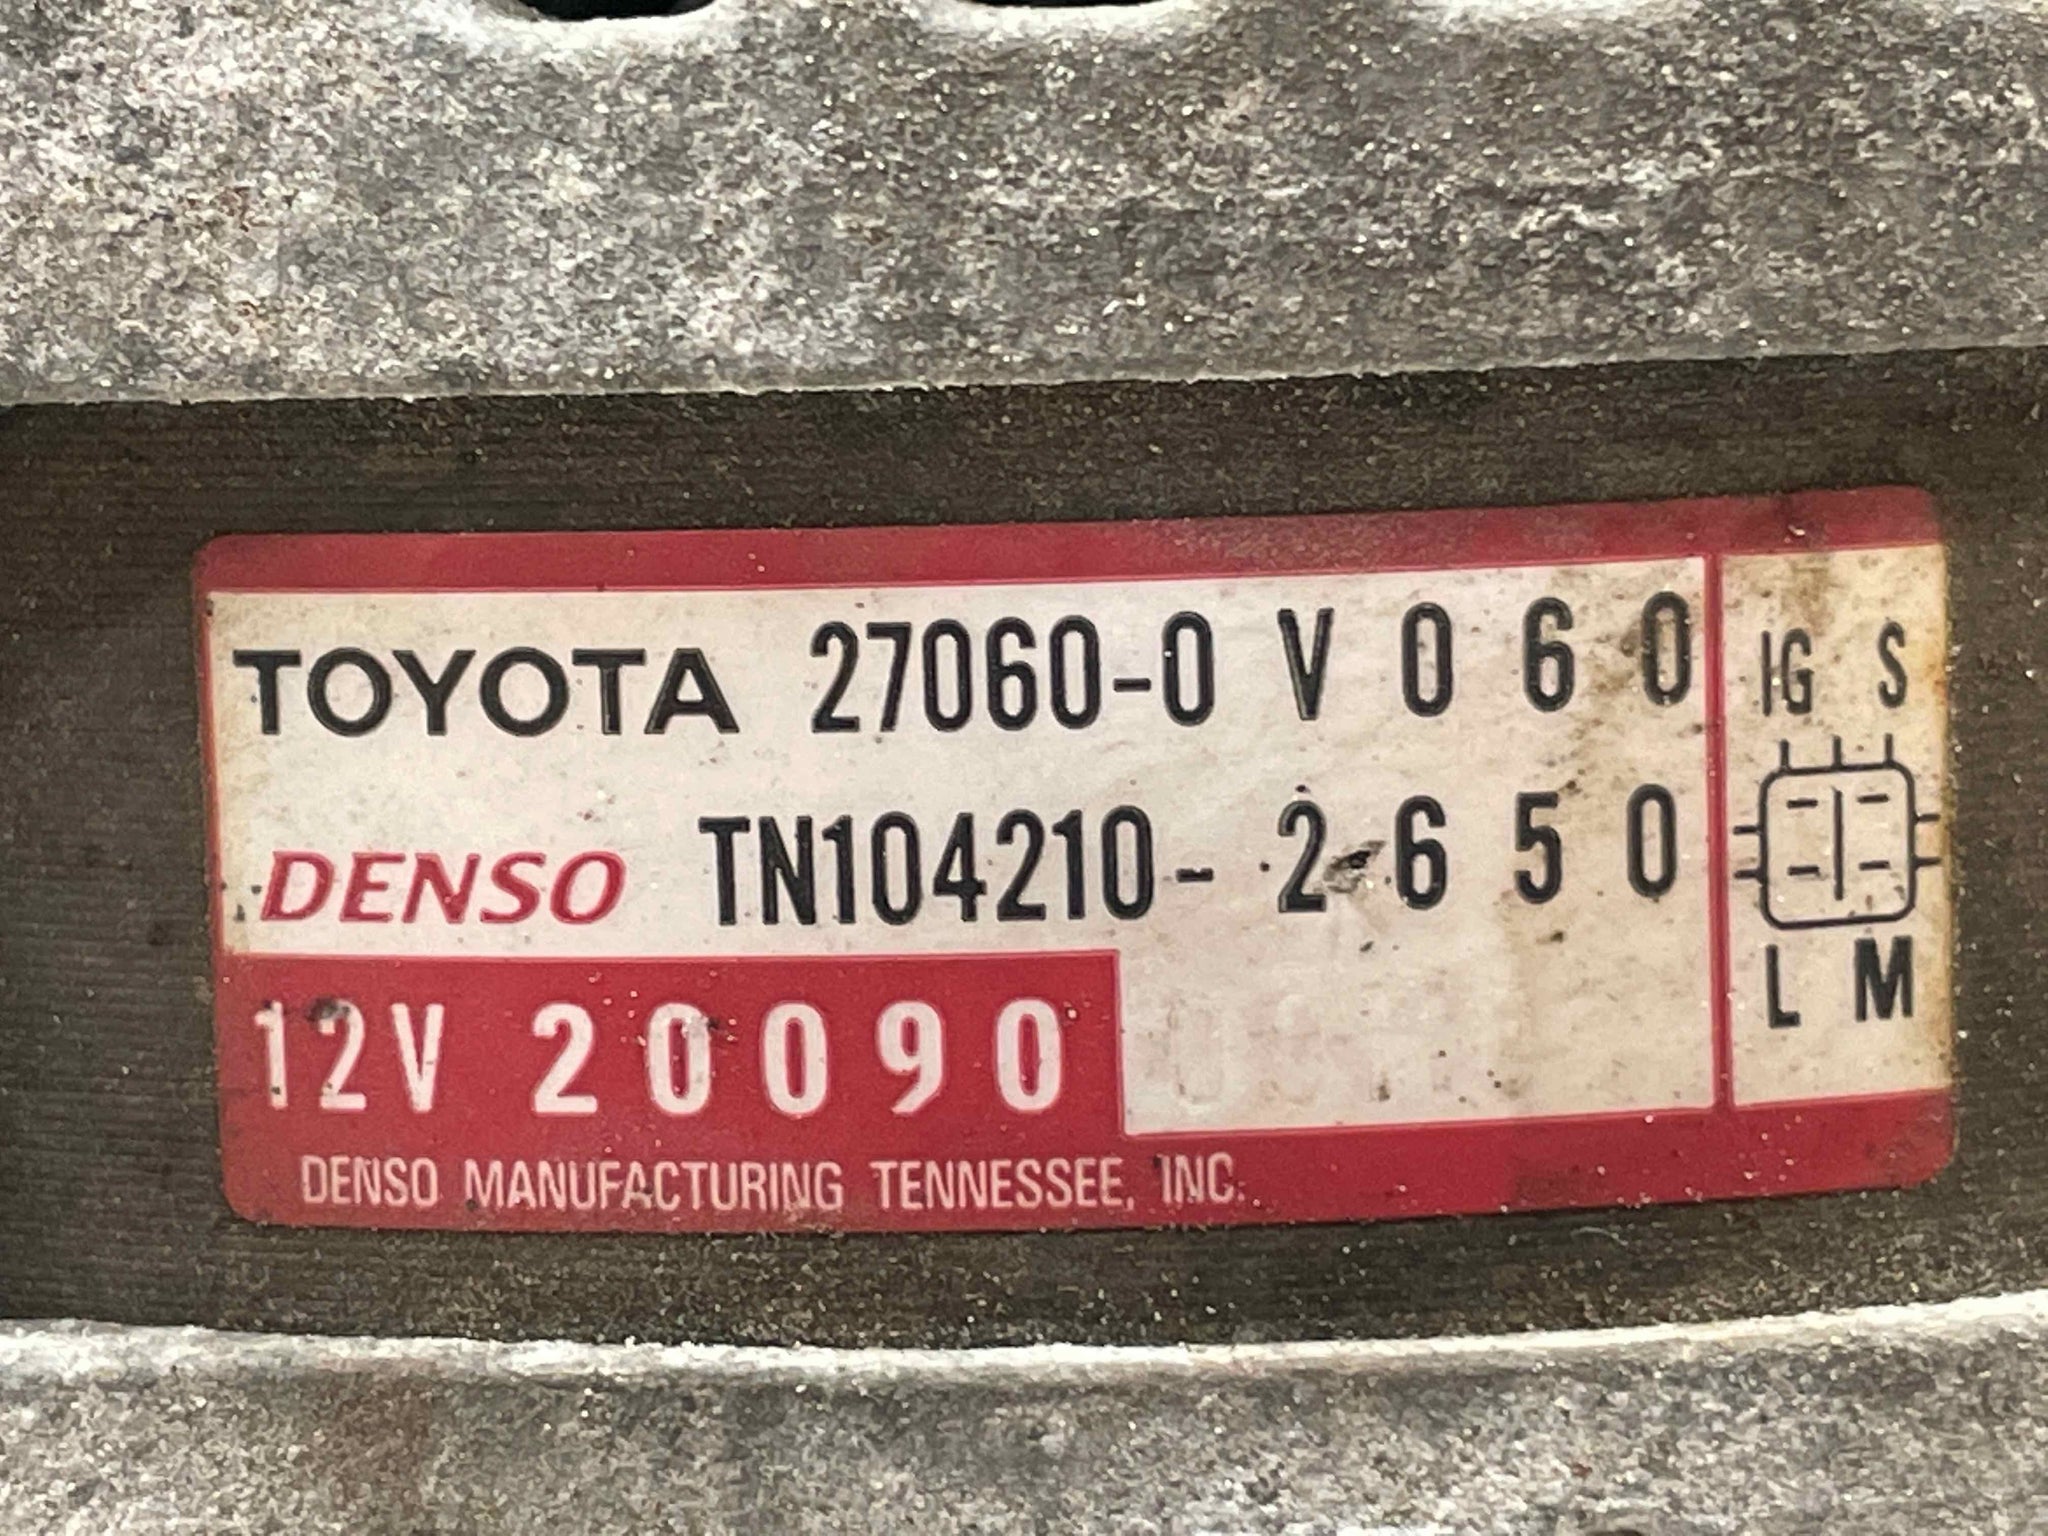 TOYOTA 27060-0V060
IG S
DENSO TN104210-2650
L M
12V 20090
DENSO MANUFACTURING TENNESSEE, INC.